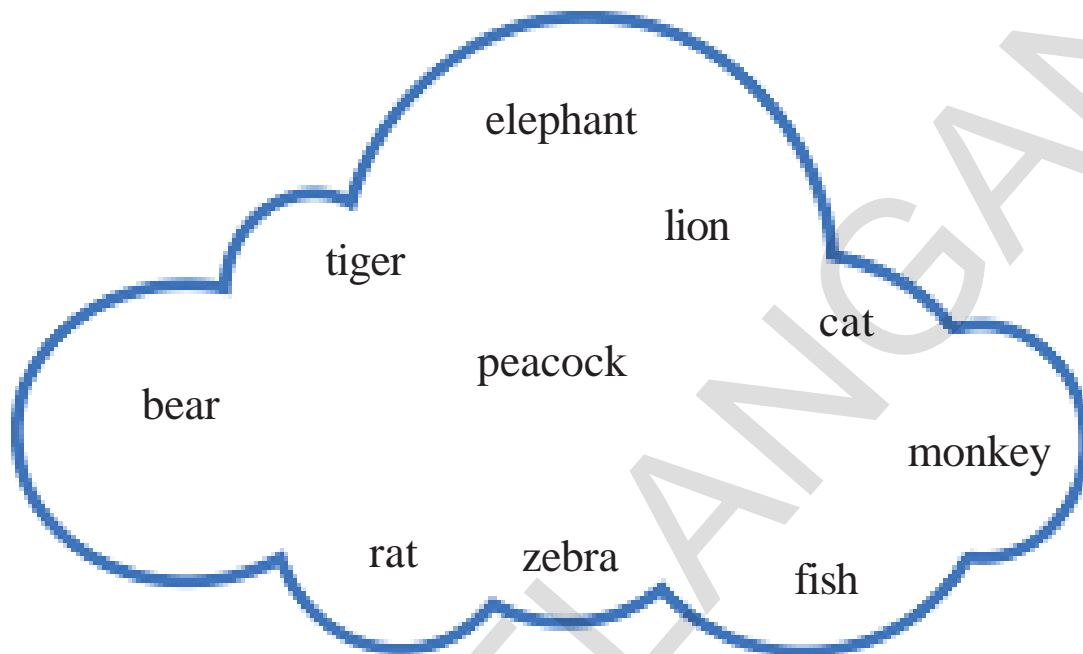 elephant
lion
tiger
cat
peacock
bear
monkey
rat
zebra
fish